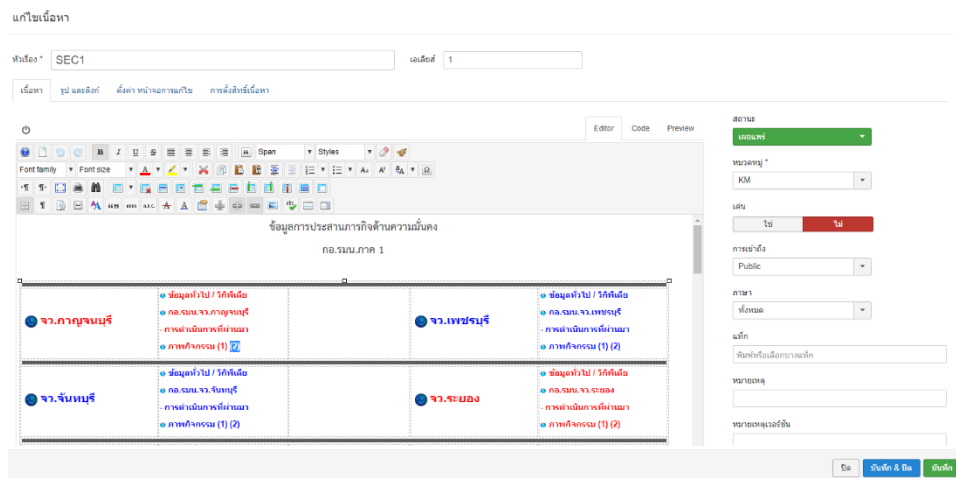 แก้ไขเนื้อหา
หัวเรื่อง * SEC1 เอเลียส์ 1
เนื้อหา รูป และลิงก์ ตั้งค่า หน้าจอการแก้ไข การตั้งสิทธิ์เนื้อหา
Editor Code Preview
Span Styles
Font family Font size
ข้อมูลการประสานภารกิจด้านความมั่นคง
กอ.รมน.ภาค 1
จว.กาญจนบุรี
ข้อมูลทั่วไป / วิกิพีเดีย
กอ.รมน.จว.กาญจนบุรี
- การดำเนินการที่ผ่านมา
ภาพกิจกรรม (1) (2)
จว.เพชรบุรี
ข้อมูลทั่วไป / วิกิพีเดีย
กอ.รมน.จว.เพชรบุรี
- การดำเนินการที่ผ่านมา
ภาพกิจกรรม (1) (2)
จว.จันทบุรี
ข้อมูลทั่วไป / วิกิพีเดีย
กอ.รมน.จว.จันทบุรี
- การดำเนินการที่ผ่านมา
ภาพกิจกรรม (1) (2)
จว.ระยอง
ข้อมูลทั่วไป / วิกิพีเดีย
กอ.รมน.จว.ระยอง
- การดำเนินการที่ผ่านมา
ภาพกิจกรรม (1) (2)
สถานะ
เผยแพร่
หมวดหมู่ *
KM
เด่น
ใช่ ไม่
การเข้าถึง
Public
ภาษา
ทั้งหมด
แท็ก
พิมพ์หรือเลือกบางแท็ก
หมายเหตุ
หมายเหตุเวอร์ชัน
ปิด บันทึก & ปิด บันทึก